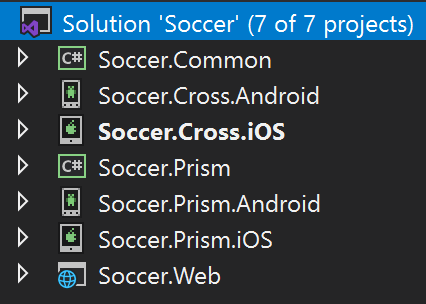 Solution 'Soccer' (7 of 7 projects)
C# Soccer.Common
Soccer.Cross.Android
Soccer.Cross.iOS
C# Soccer.Prism
Soccer.Prism.Android
Soccer.Prism.iOS
Soccer.Web